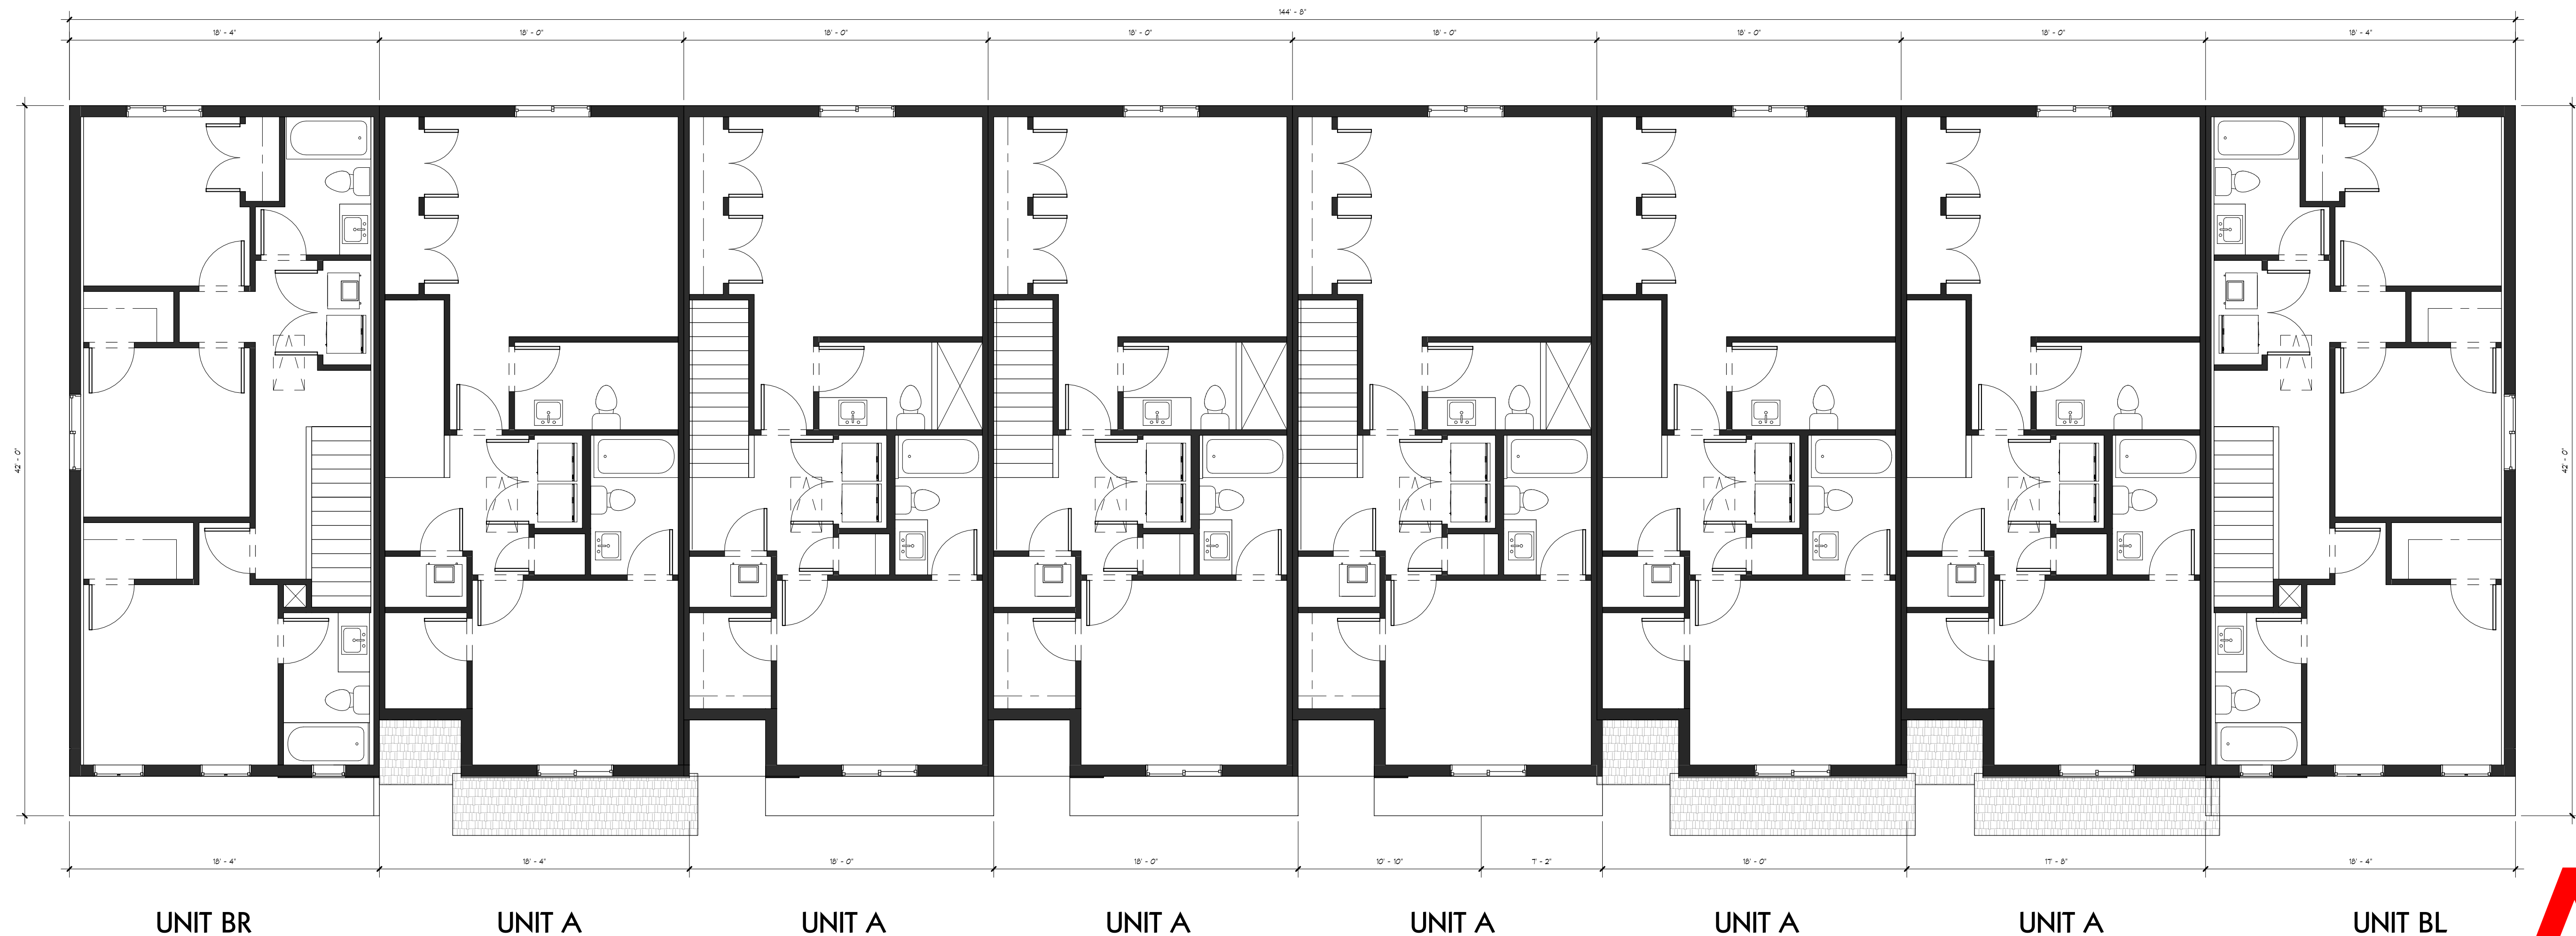 144' - 8"
18' - 4" 18' - 0" 18' - 0" 18' - 0" 18' - 0" 18' - 0" 18' - 0" 18' - 4"
42' - 0" 42' - 0"
18' - 4" 18' - 4" 18' - 0" 18' - 0" 10' - 10" 7' - 2" 18' - 0" 17' - 8" 18' - 4"
UNIT BR UNIT A UNIT A UNIT A UNIT A UNIT A UNIT A UNIT BL